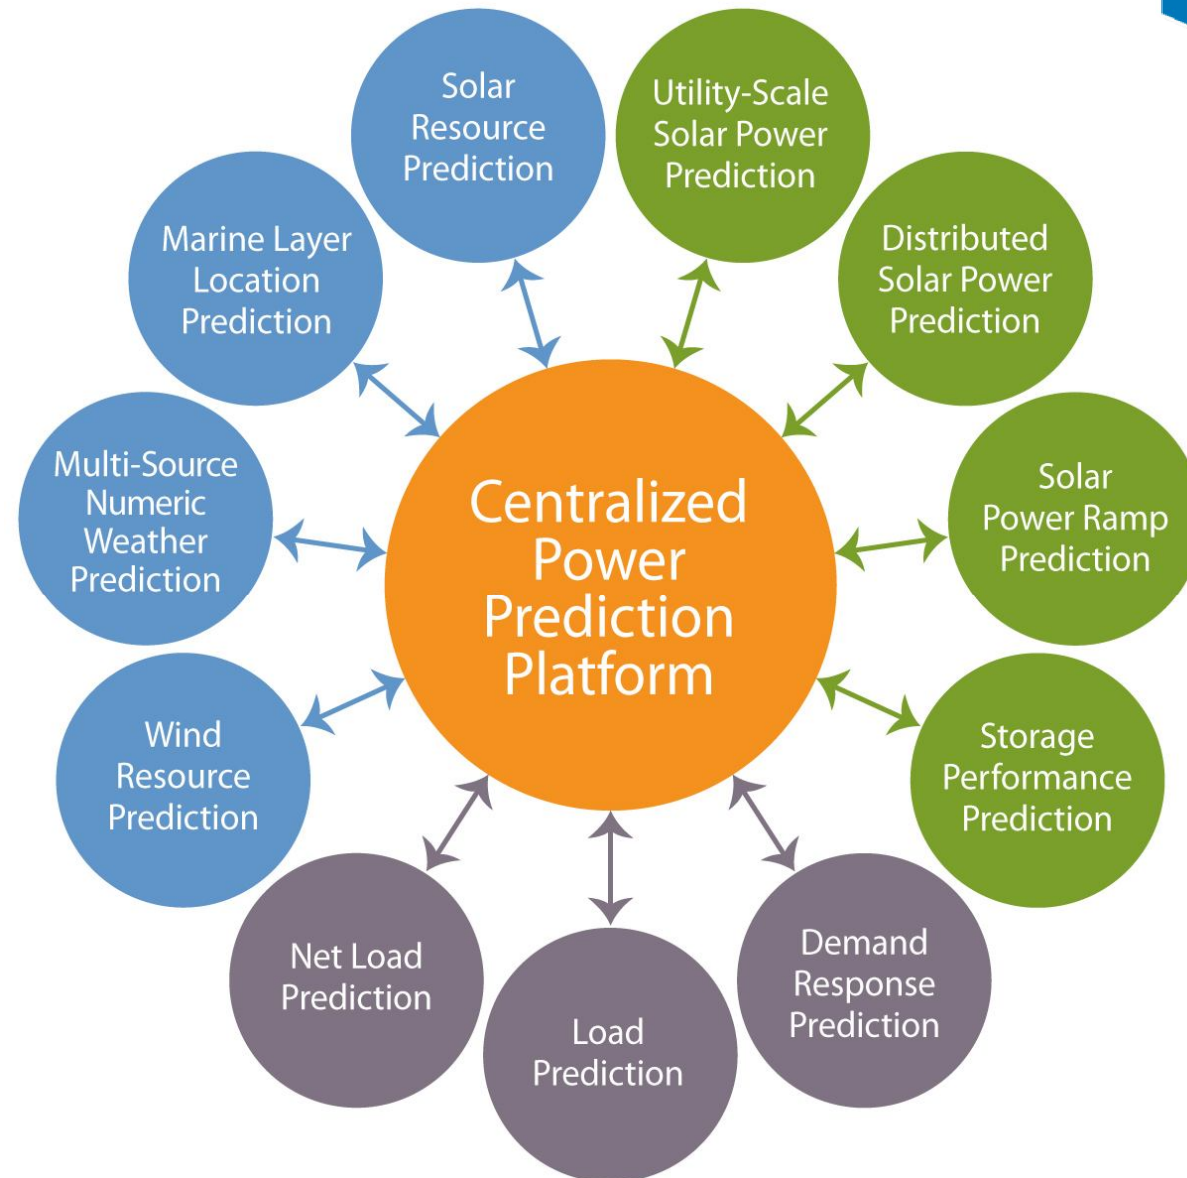 Solar
Resource
Prediction
Utility-Scale
Solar Power
Prediction
Marine Layer
Location
Prediction
Distributed
Solar Power
Prediction
Multi-Source
Numeric
Weather
Prediction
Centralized
Power
Prediction
Platform
Solar
Power Ramp
Prediction
Wind
Resource
Prediction
Storage
Performance
Prediction
Net Load
Prediction
Load
Prediction
Demand
Response
Prediction